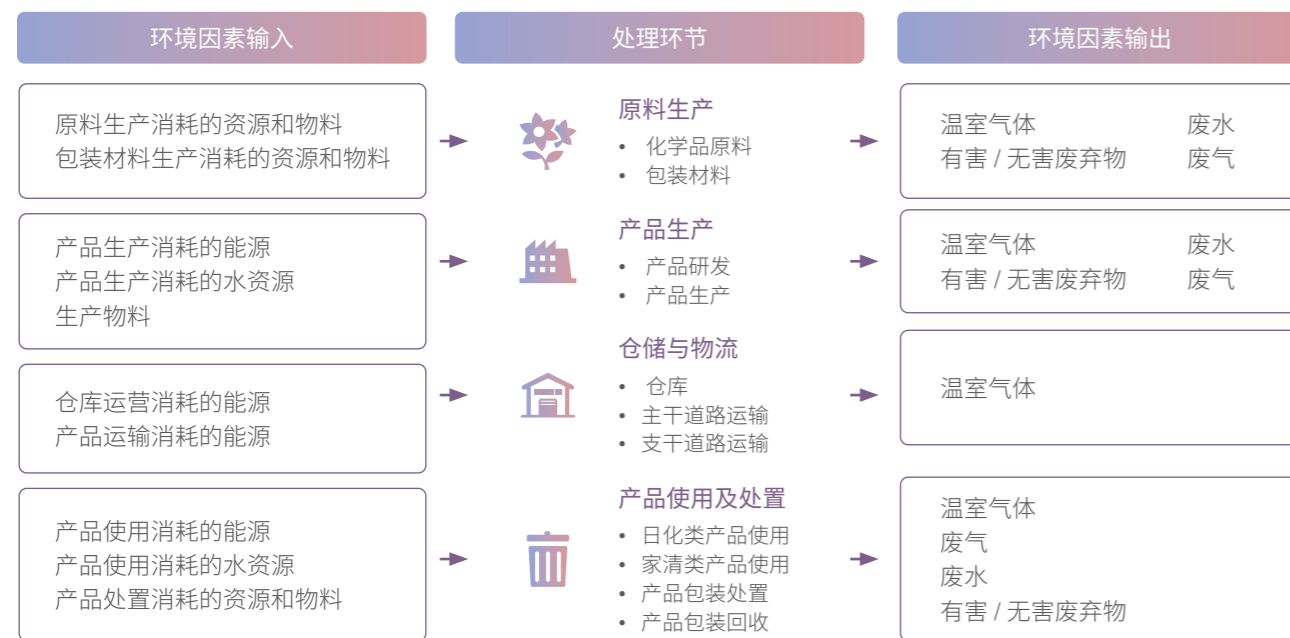 环境因素输入
处理环节
环境因素输出
原料生产消耗的资源和物料
包装材料生产消耗的资源和物料
原料生产
• 化学品原料
• 包装材料
温室气体 废水
有害 / 无害废弃物 废气
产品生产消耗的能源
产品生产消耗的水资源
生产物料
产品生产
• 产品研发
• 产品生产
温室气体 废水
有害 / 无害废弃物 废气
仓库运营消耗的能源
产品运输消耗的能源
仓储与物流
• 仓库
• 主干道路运输
• 支干道路运输
温室气体
产品使用消耗的能源
产品使用消耗的水资源
产品处置消耗的资源和物料
产品使用及处置
• 日化类产品使用
• 家清类产品使用
• 产品包装处置
• 产品包装回收
温室气体
废气
废水
有害 / 无害废弃物